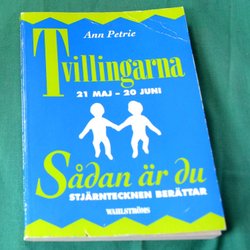 Ann Petrie
Tvillingarna
21 MAJ – 20 JUNI
Sådan är du
STJÄRNTECKNEN BERÄTTAR
WAHLSTRÖMS